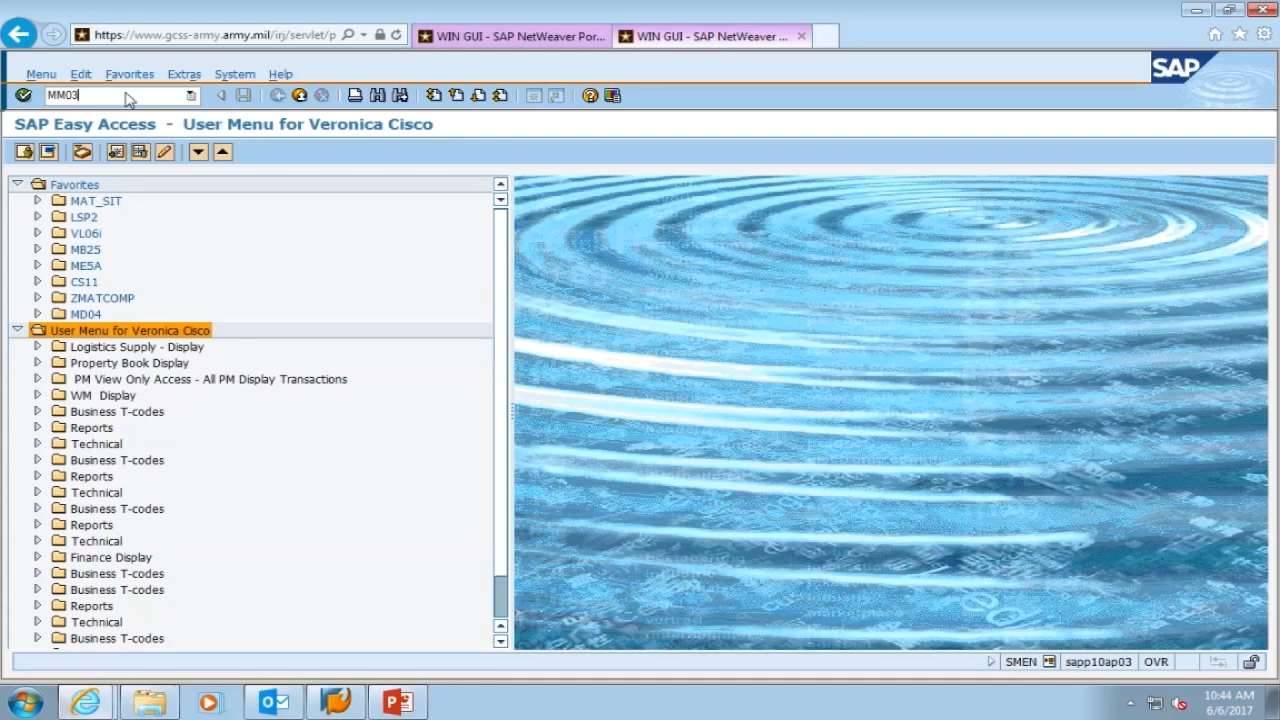 https://www.gcss-army.army.mil/irj/servlet/p
WIN GUI - SAP NetWeaver Por...
WIN GUI - SAP NetWeaver ...
Menu Edit Favorites Extras System Help
SAP
MM03
SAP Easy Access - User Menu for Veronica Cisco
Favorites
MAT_SIT
LSP2
VL06i
MB25
ME5A
CS11
ZMATCOMP
MD04
User Menu for Veronica Cisco
Logistics Supply - Display
Property Book Display
PM View Only Access - All PM Display Transactions
WM Display
Business T-codes
Reports
Technical
Business T-codes
Reports
Technical
Business T-codes
Reports
Technical
Finance Display
Business T-codes
Business T-codes
Reports
Technical
Business T-codes
SMEN sapp10ap03 OVR
10:44 AM
6/6/2017